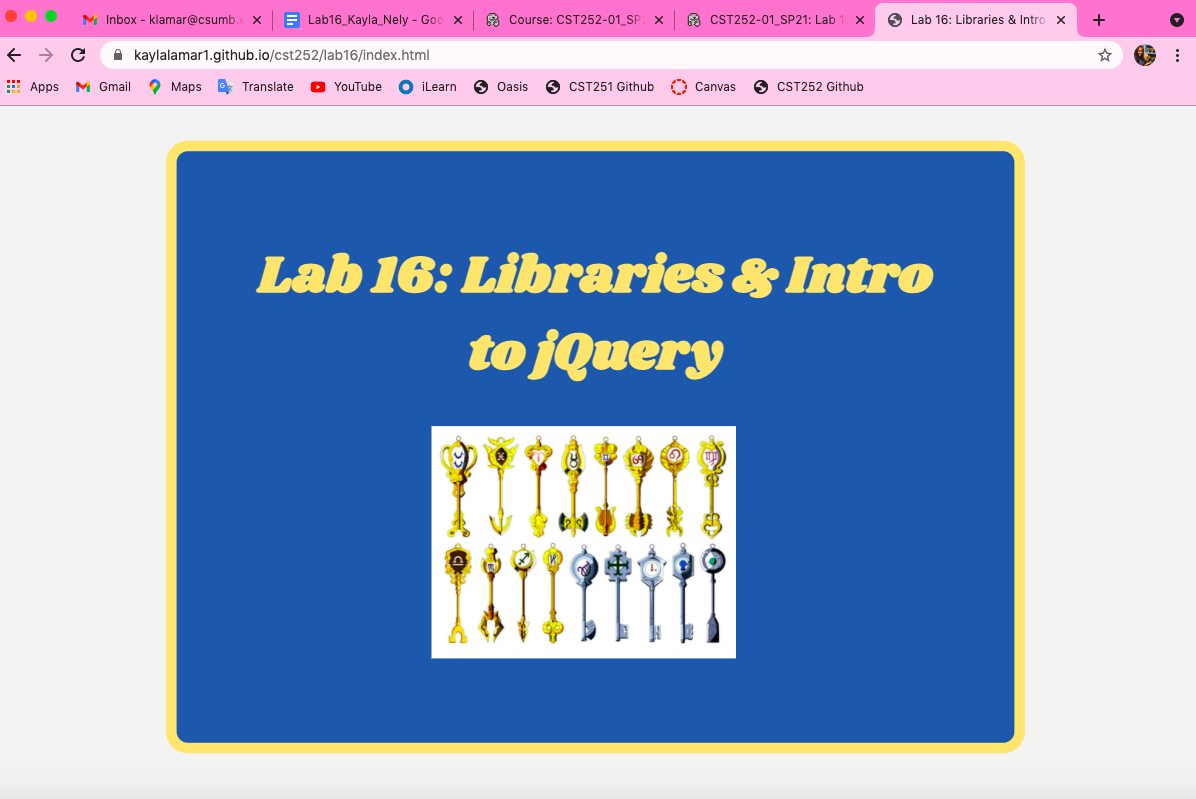 Inbox - klamar@csumb.e
Lab16_Kayla_Nely - Goo
Course: CST252-01_SP
CST252-01_SP21: Lab 1
Lab 16: Libraries & Intro
kaylalamar1.github.io/cst252/lab16/index.html
Apps
Gmail
Maps
Translate
YouTube
iLearn
Oasis
CST251 Github
Canvas
CST252 Github
Lab 16: Libraries & Intro
to jQuery